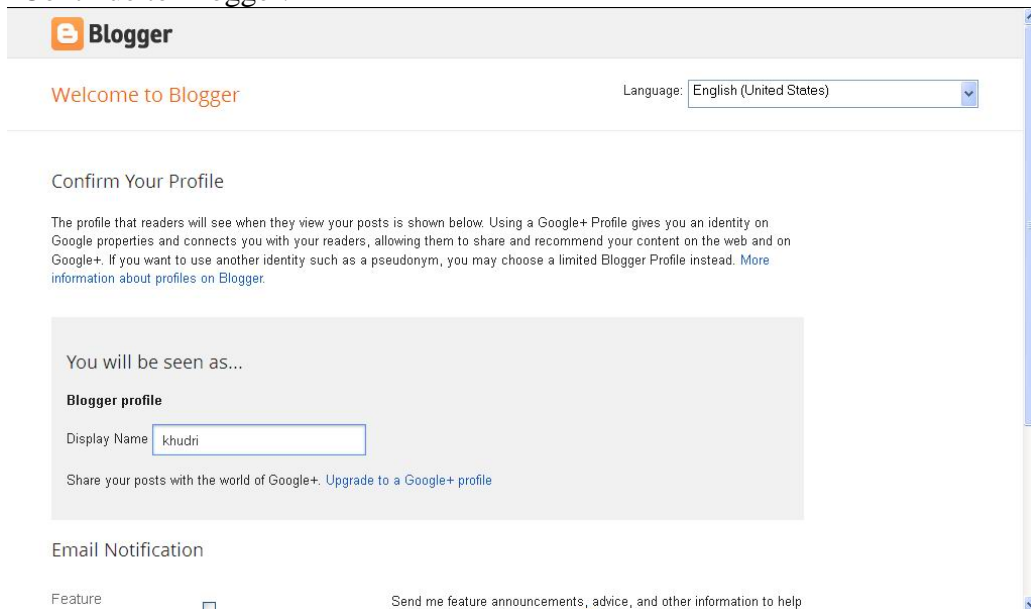 Blogger
Welcome to Blogger
Language: English (United States)
Confirm Your Profile
The profile that readers will see when they view your posts is shown below. Using a Google+ Profile gives you an identity on
Google properties and connects you with your readers, allowing them to share and recommend your content on the web and on
Google+. If you want to use another identity such as a pseudonym, you may choose a limited Blogger Profile instead. More
information about profiles on Blogger.
You will be seen as...
Blogger profile
Display Name khudri
Share your posts with the world of Google+. Upgrade to a Google+ profile
Email Notification
Feature
Send me feature announcements, advice, and other information to help